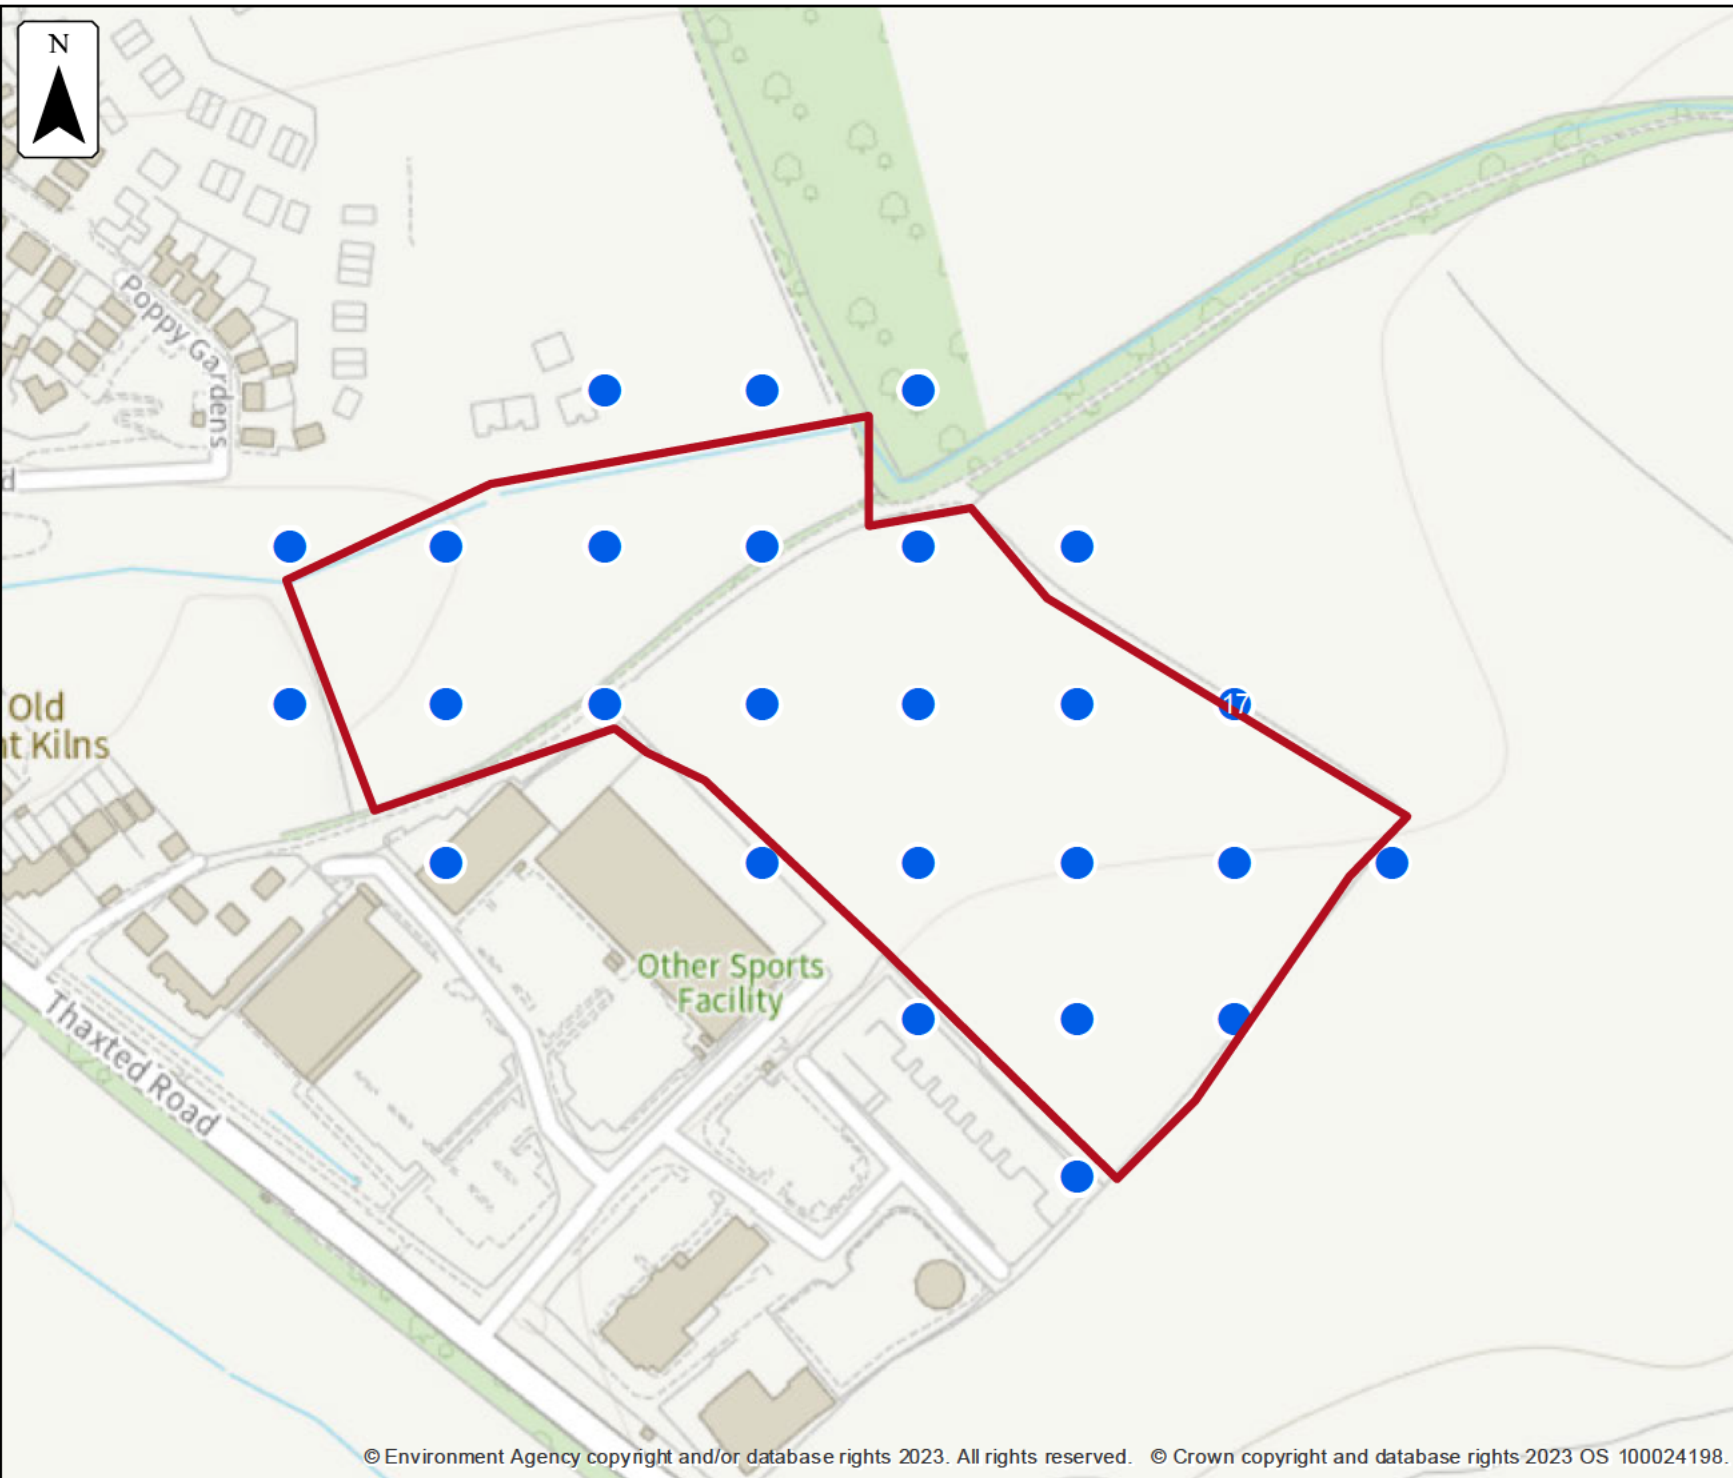 N
Poppy Gardens
d
Old
at Kilns
17
Other Sports
Facility
Thaxted Road
© Environment Agency copyright and/or database rights 2023. All rights reserved. © Crown copyright and database rights 2023 OS 100024198.